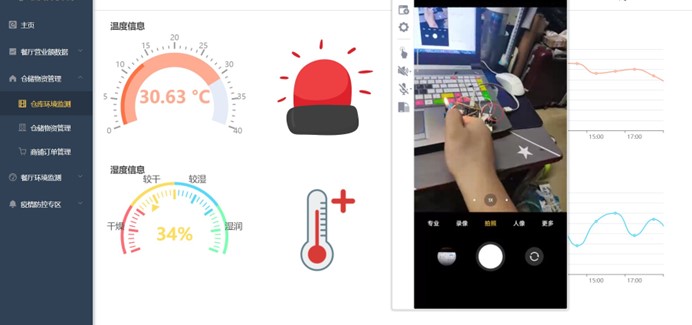 主页
餐厅营业额数据
仓储物资管理
仓库环境监测
仓储物资管理
商铺订单管理
餐厅环境监测
疫情防控专区
温度信息
0
5
10
15
20
25
30
35
40
30.63 °C
湿度信息
干燥
较干
较湿
湿润
34%
专业
录像
拍照
人像
更多
15:00
17:00
15:00
17:00